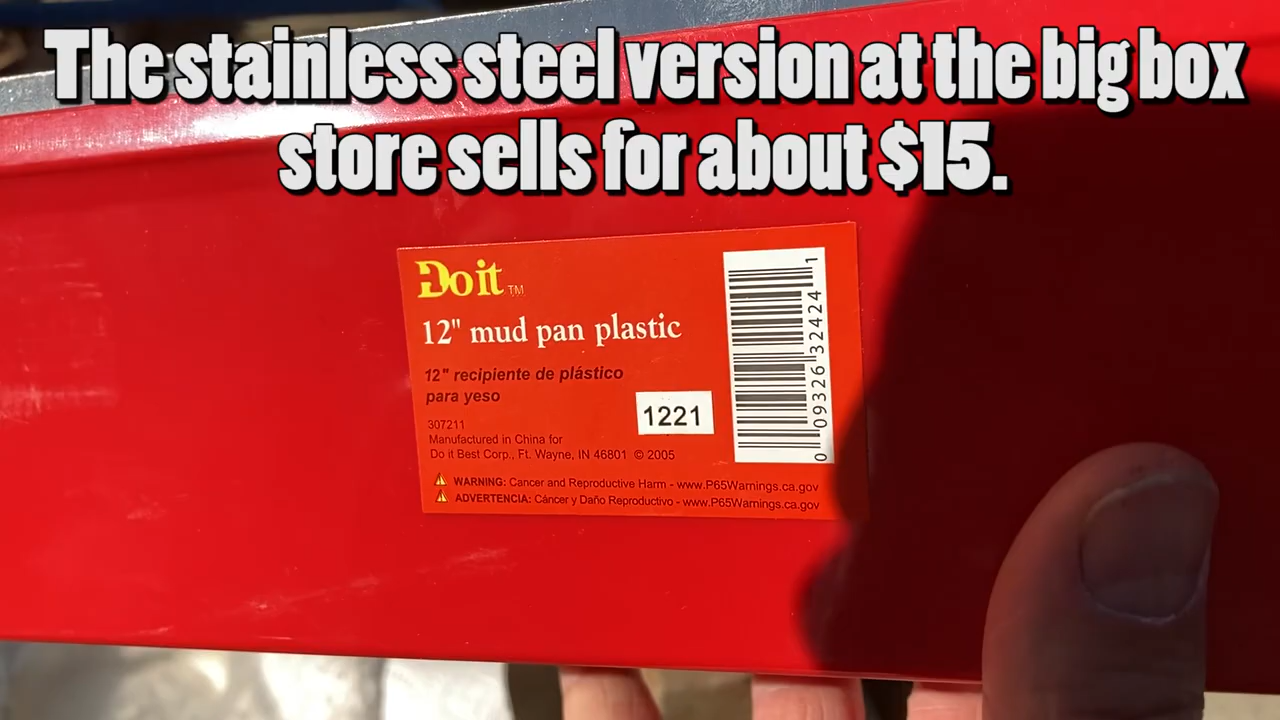 The stainless steel version at the big box
store sells for about $15.
Do it TM
12" mud pan plastic
12" recipiente de plástico
para yeso
1221
307211
Manufactured in China for
Do it Best Corp., Ft. Wayne, IN 46801 © 2005
WARNING: Cancer and Reproductive Harm - www.P65Warnings.ca.gov
ADVERTENCIA: Cáncer y Daño Reproductivo - www.P65Warnings.ca.gov
0 09326 32424 1